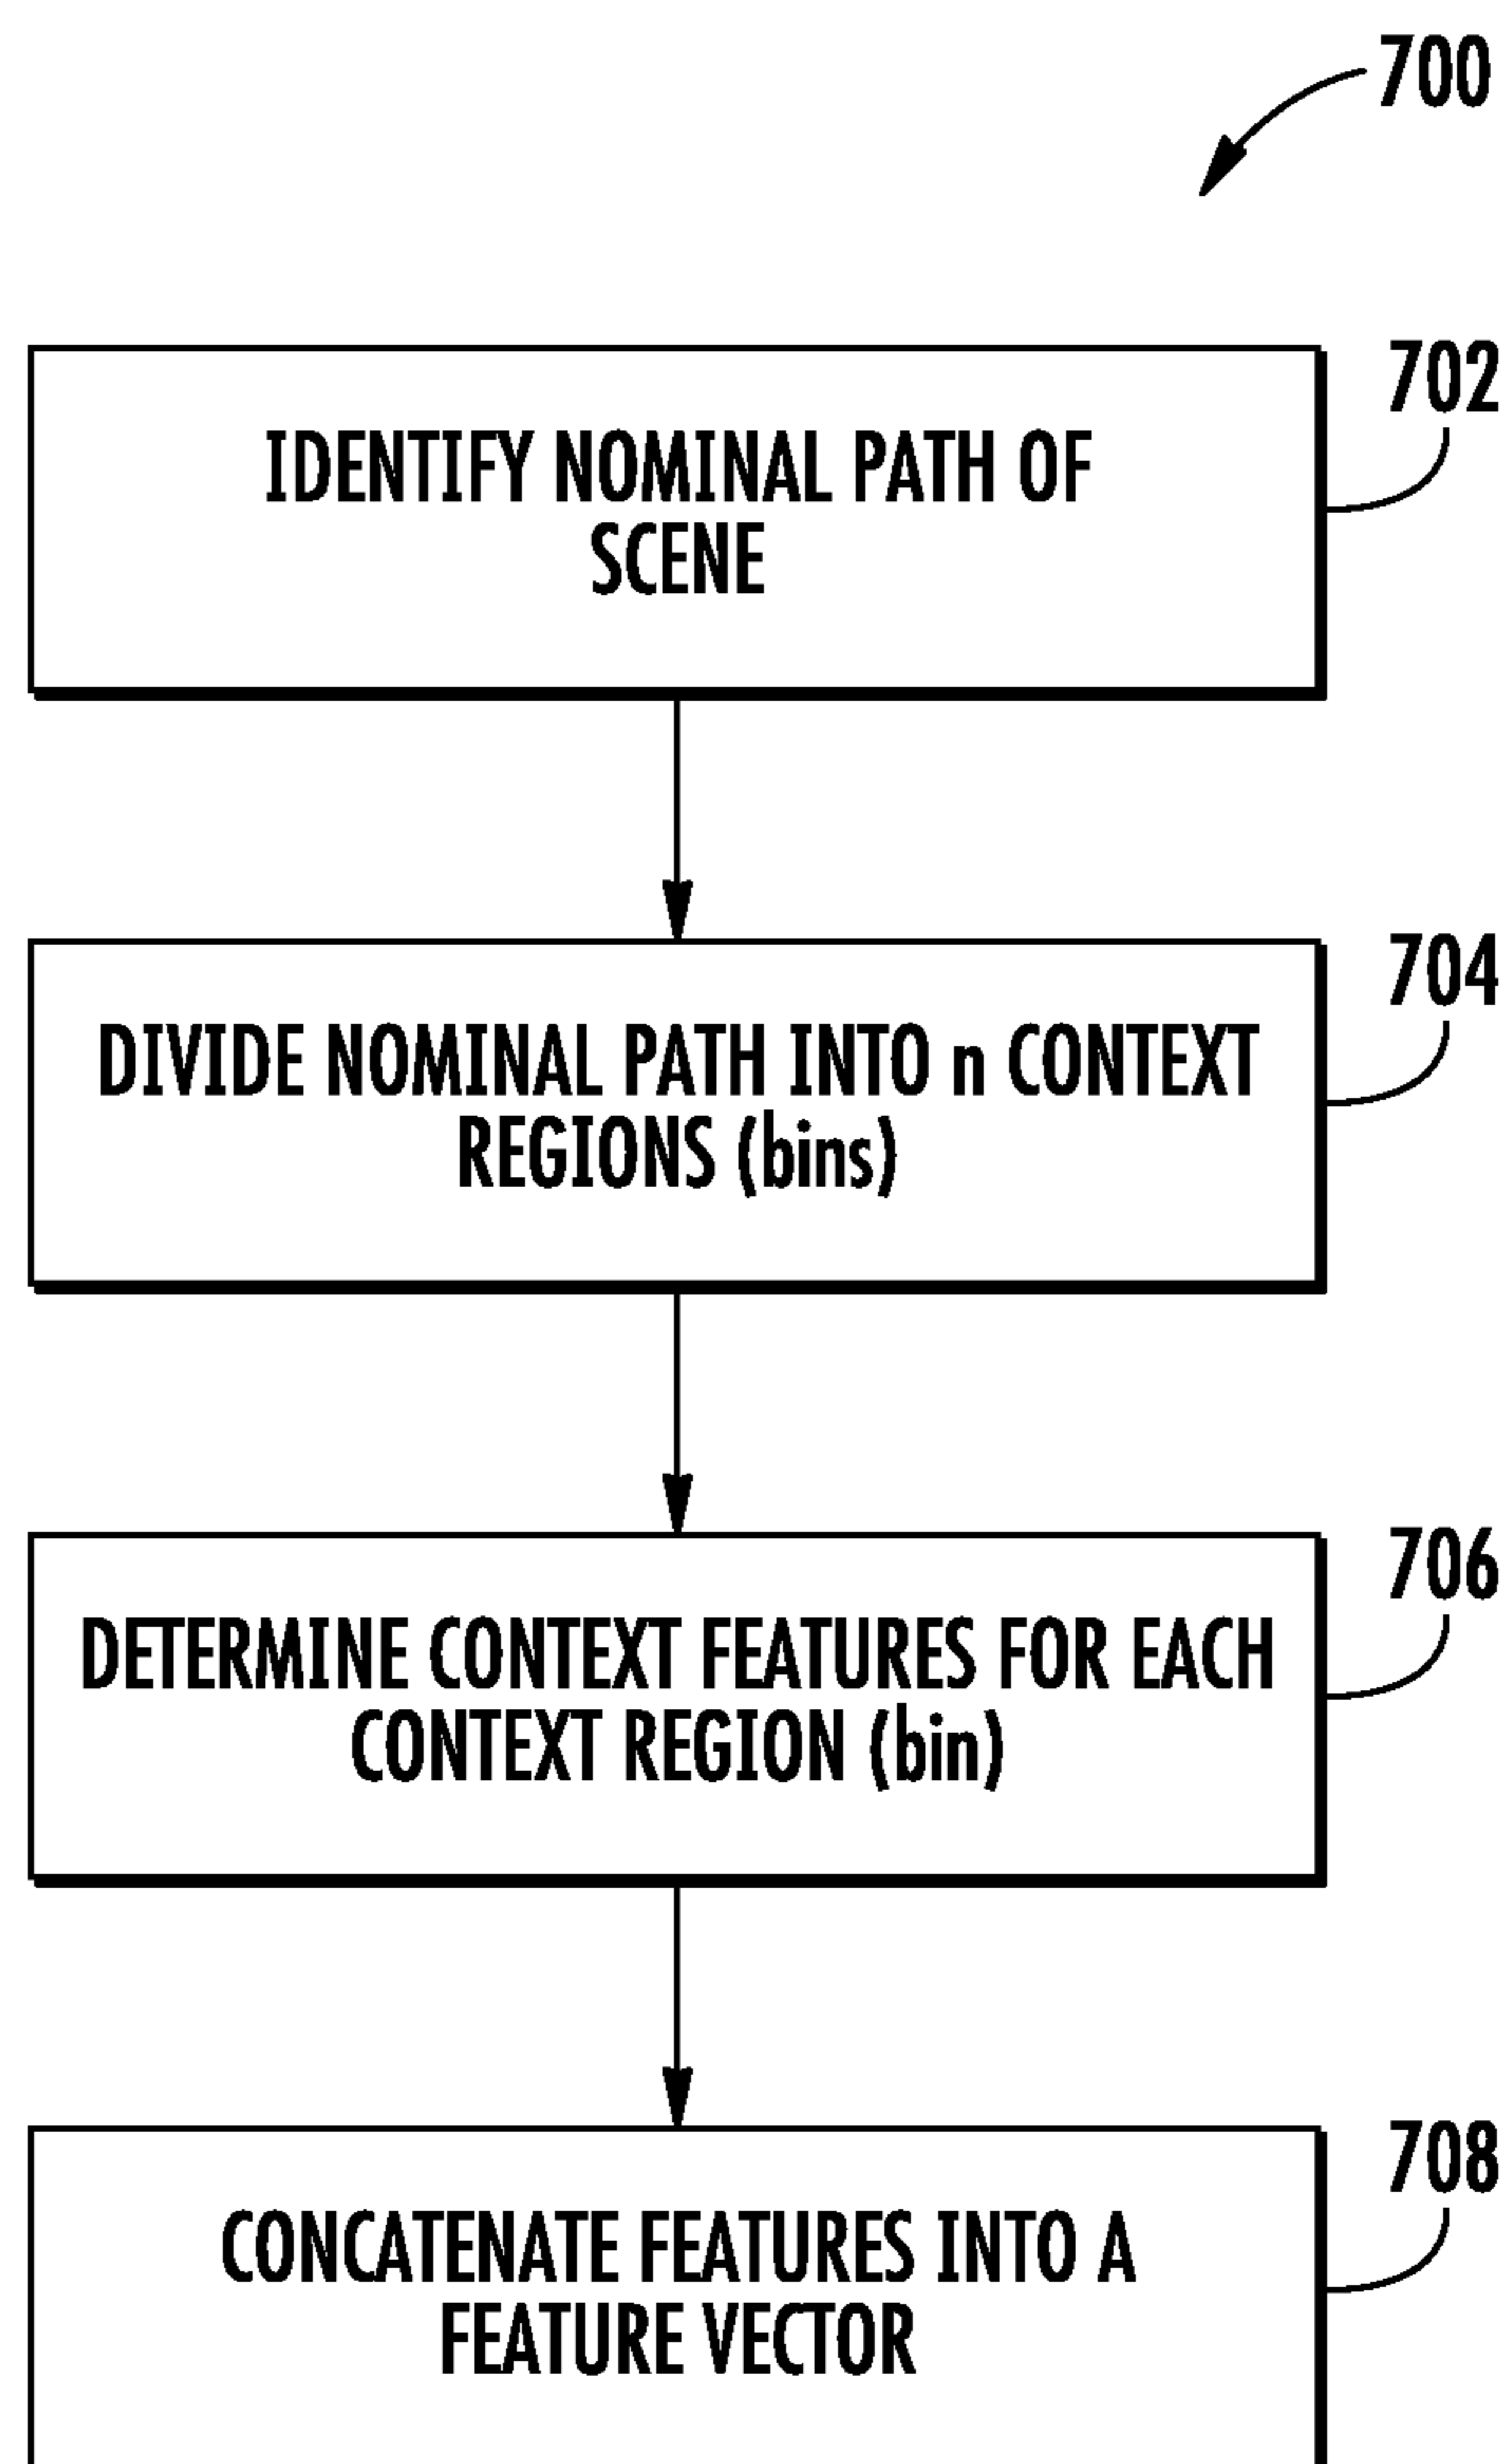 700
702
IDENTIFY NOMINAL PATH OF
SCENE
704
DIVIDE NOMINAL PATH INTO n CONTEXT
REGIONS (bins)
706
DETERMINE CONTEXT FEATURES FOR EACH
CONTEXT REGION (bin)
708
CONCATENATE FEATURES INTO A
FEATURE VECTOR